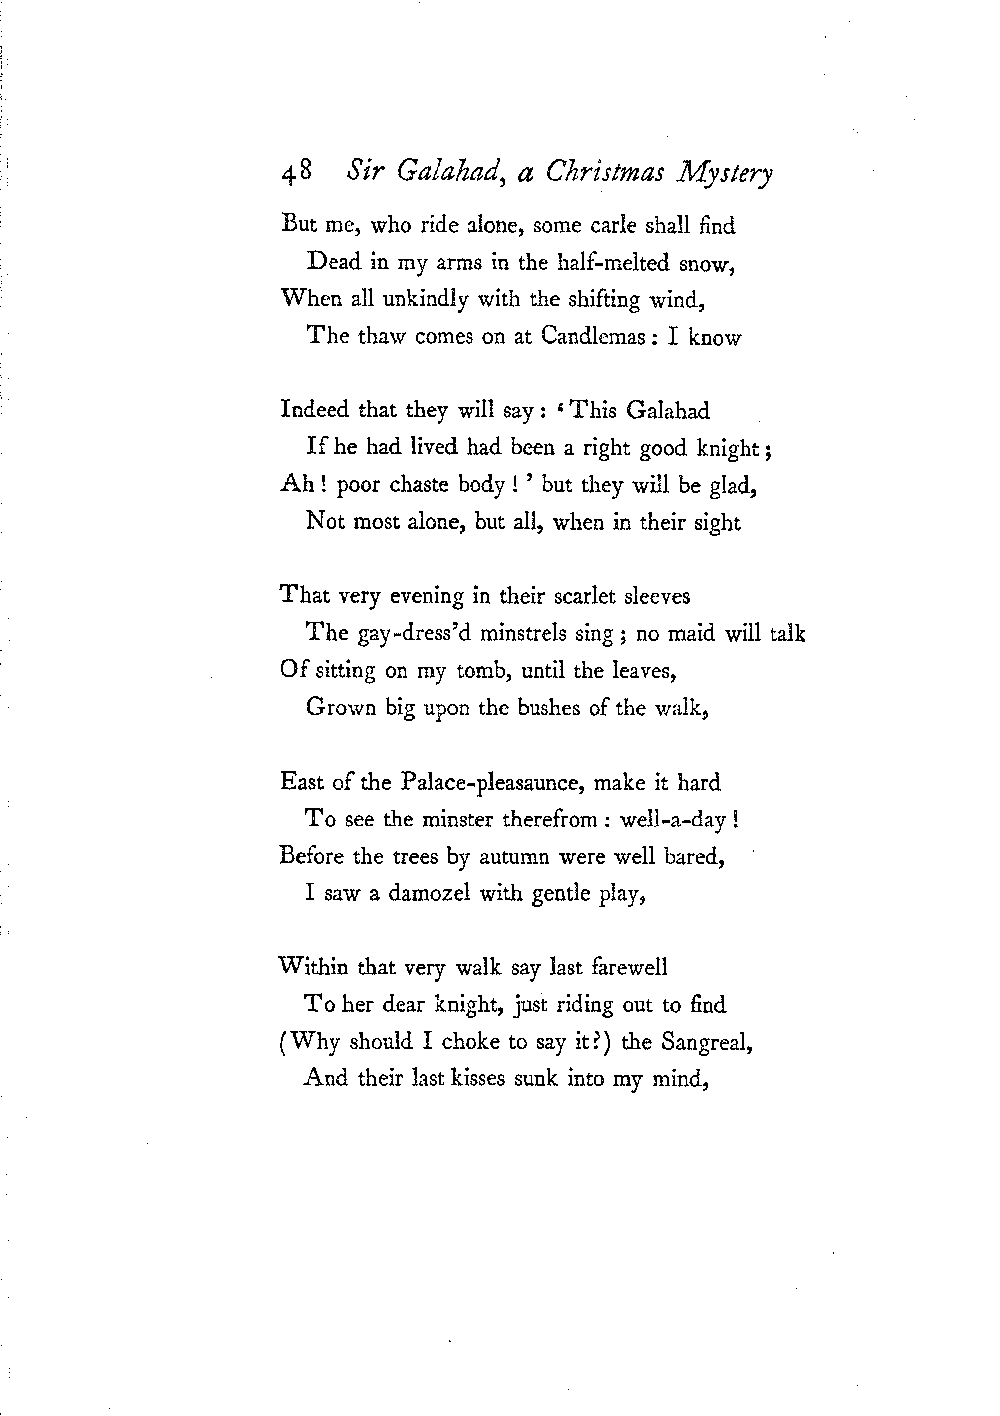 48 Sir Galahad, a Christmas Mystery
But me, who ride alone, some carle shall find
Dead in my arms in the half-melted snow,
When all unkindly with the shifting wind,
The thaw comes on at Candlemas : I know
Indeed that they will say : ‘ This Galahad
If he had lived had been a right good knight ;
Ah ! poor chaste body ! ’ but they will be glad,
Not most alone, but all, when in their sight
That very evening in their scarlet sleeves
The gay-dress’d minstrels sing ; no maid will talk
Of sitting on my tomb, until the leaves,
Grown big upon the bushes of the walk,
East of the Palace-pleasaunce, make it hard
To see the minster therefrom : well-a-day !
Before the trees by autumn were well bared,
I saw a damozel with gentle play,
Within that very walk say last farewell
To her dear knight, just riding out to find
(Why should I choke to say it?) the Sangreal,
And their last kisses sunk into my mind,